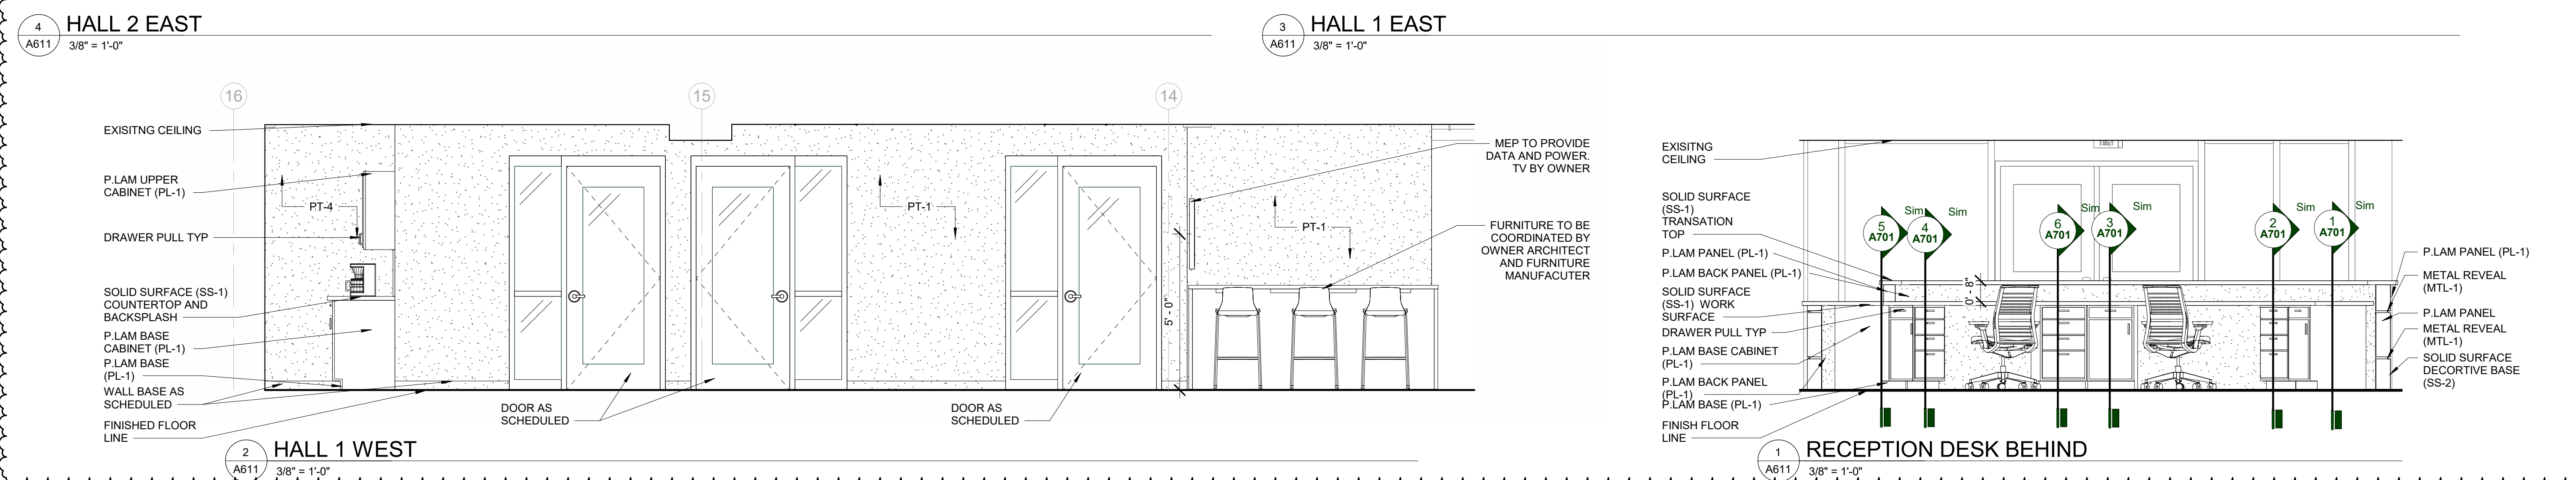 4
A611
HALL 2 EAST
3/8" = 1'-0"
3
A611
HALL 1 EAST
3/8" = 1'-0"
16
15
14
EXISITNG CEILING
P.LAM UPPER
CABINET (PL-1)
PT-4
DRAWER PULL TYP
SOLID SURFACE (SS-1)
COUNTERTOP AND
BACKSPLASH
P.LAM BASE
CABINET (PL-1)
P.LAM BASE
(PL-1)
WALL BASE AS
SCHEDULED
FINISHED FLOOR
LINE
DOOR AS
SCHEDULED
PT-1
DOOR AS
SCHEDULED
5' - 0"
PT-1
MEP TO PROVIDE
DATA AND POWER.
TV BY OWNER
FURNITURE TO BE
COORDINATED BY
OWNER ARCHITECT
AND FURNITURE
MANUFACUTER
2
A611
HALL 1 WEST
3/8" = 1'-0"
EXISITNG
CEILING
SOLID SURFACE
(SS-1)
TRANSATION
TOP
P.LAM PANEL (PL-1)
P.LAM BACK PANEL (PL-1)
SOLID SURFACE
(SS-1) WORK
SURFACE
DRAWER PULL TYP
P.LAM BASE CABINET
(PL-1)
P.LAM BACK PANEL
(PL-1)
P.LAM BASE (PL-1)
FINISH FLOOR
LINE
5
A701
Sim
4
A701
Sim
6
A701
Sim
3
A701
Sim
2
A701
Sim
1
A701
Sim
0' - 8"
P.LAM PANEL (PL-1)
METAL REVEAL
(MTL-1)
P.LAM PANEL
METAL REVEAL
(MTL-1)
SOLID SURFACE
DECORTIVE BASE
(SS-2)
1
A611
RECEPTION DESK BEHIND
3/8" = 1'-0"